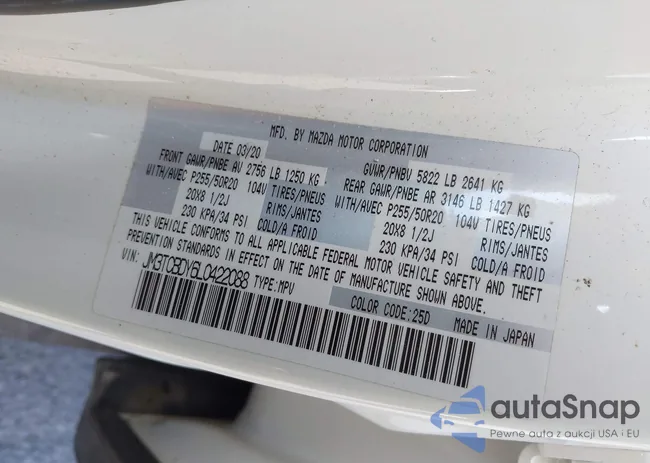 MFD. BY MAZDA MOTOR CORPORATION
DATE 03/20 GVWR/PNBV 5822 LB 2641 KG
FRONT GAWR/PNBE AV 2756 LB 1250 KG REAR GAWR/PNBE AR 3146 LB 1427 KG
WITH/AVEC P255/50R20 104V TIRES/PNEUS WITH/AVEC P255/50R20 104V TIRES/PNEUS
20X8 1/2J RIMS/JANTES 20X8 1/2J RIMS/JANTES
230 KPA/34 PSI COLD/A FROID 230 KPA/34 PSI COLD/A FROID
THIS VEHICLE CONFORMS TO ALL APPLICABLE FEDERAL MOTOR VEHICLE SAFETY AND THEFT
PREVENTION STANDARDS IN EFFECT ON THE DATE OF MANUFACTURE SHOWN ABOVE.
VIN: JM3TCBDY6L0422088 TYPE: MPV
COLOR CODE:25D MADE IN JAPAN
autaSnap
Pewne auta z aukcji USA i EU